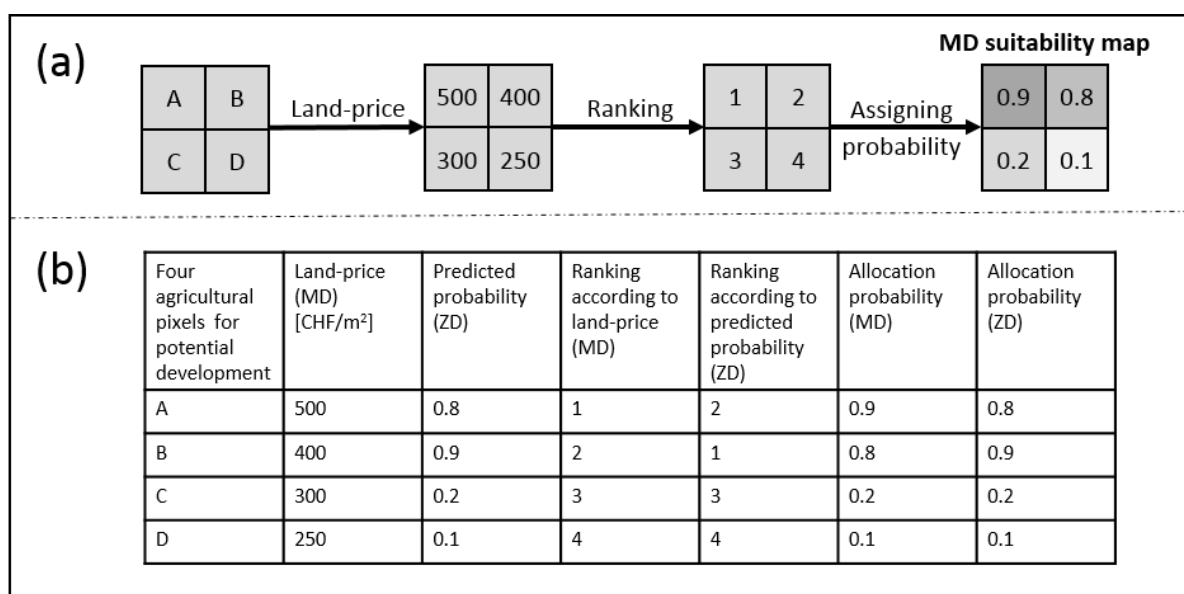 (a)
MD suitability map
A B
C D
Land-price
500 400
300 250
Ranking
1 2
3 4
Assigning
probability
0.9 0.8
0.2 0.1
(b)
Four
agricultural
pixels for
potential
development
Land-price
(MD)
[CHF/m²]
Predicted
probability
(ZD)
Ranking
according to
land-price
(MD)
Ranking
according to
predicted
probability
(ZD)
Allocation
probability
(MD)
Allocation
probability
(ZD)
A 500 0.8 1 2 0.9 0.8
B 400 0.9 2 1 0.8 0.9
C 300 0.2 3 3 0.2 0.2
D 250 0.1 4 4 0.1 0.1